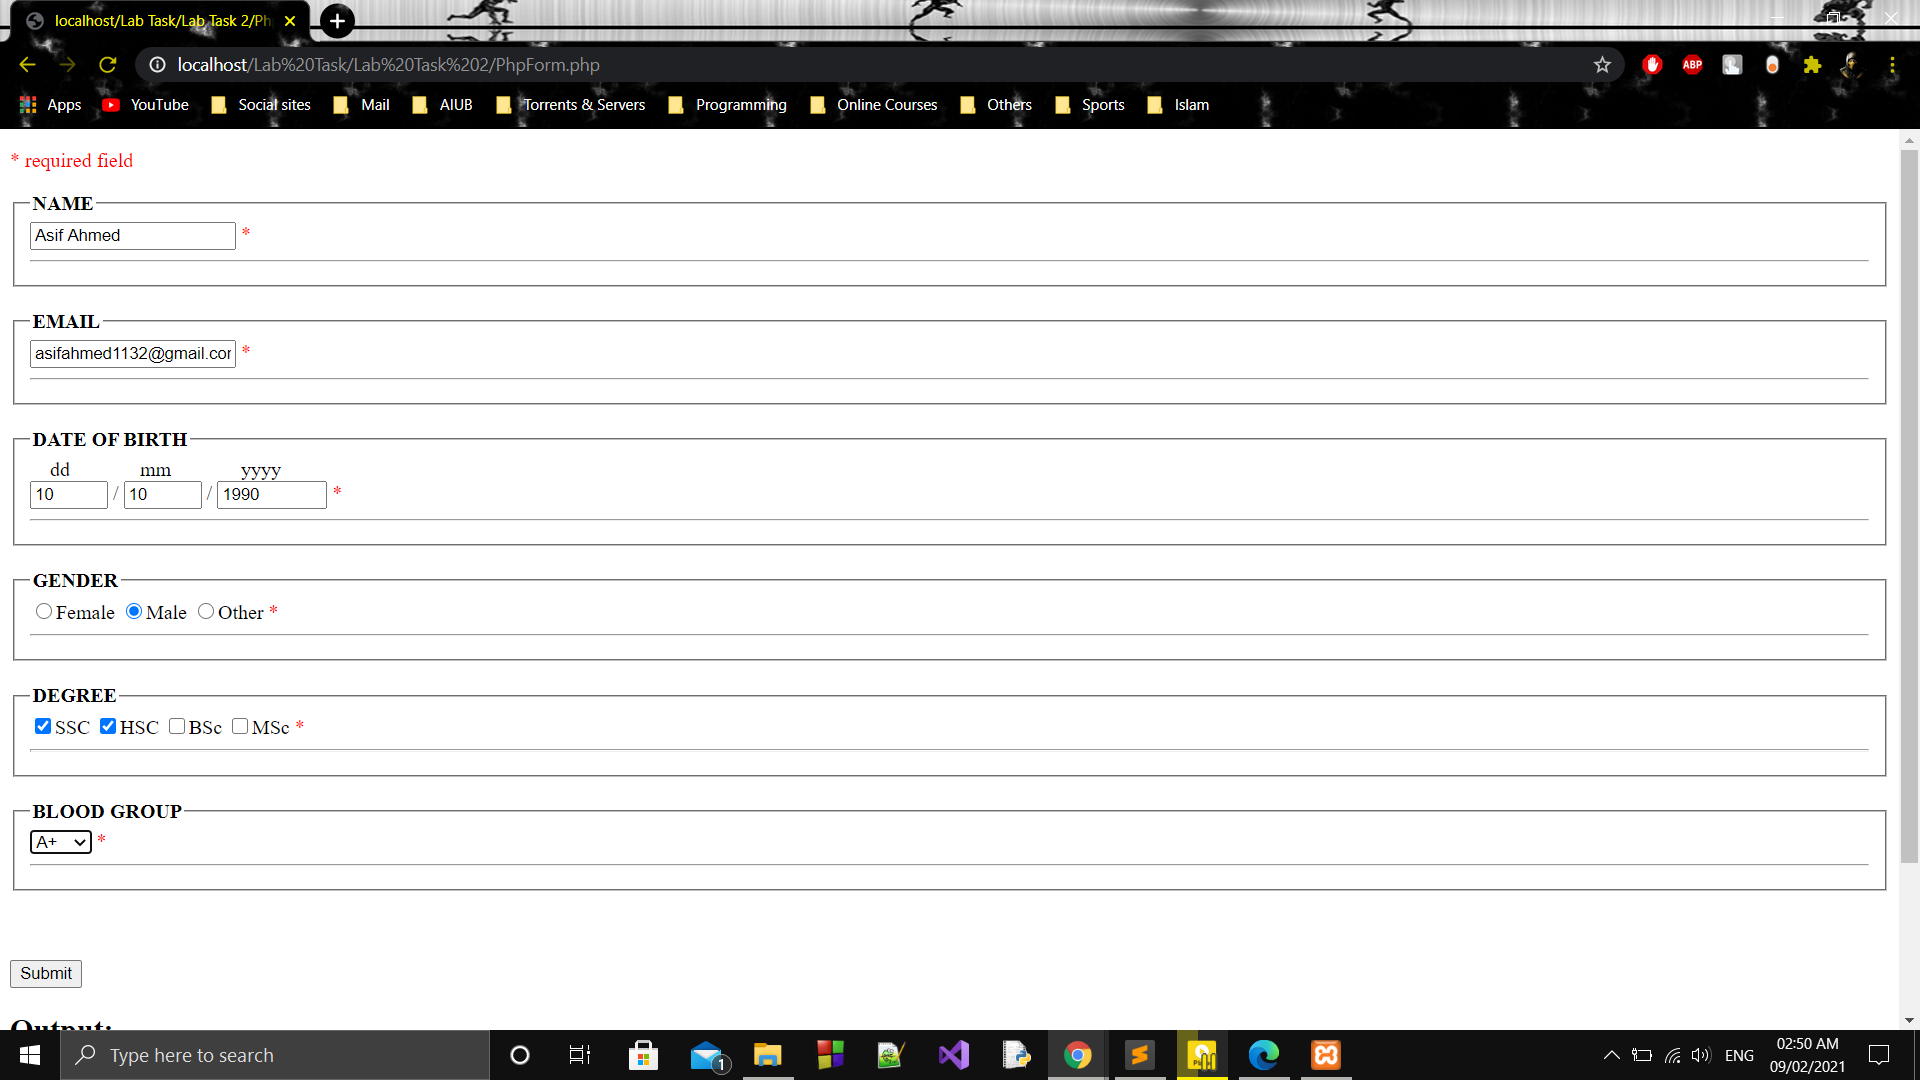 localhost/Lab Task/Lab Task 2/Ph
localhost/Lab%20Task/Lab%20Task%202/PhpForm.php
ABP
Apps YouTube Social sites Mail AIUB Torrents & Servers Programming Online Courses Others Sports Islam
* required field
NAME
Asif Ahmed *
EMAIL
asifahmed1132@gmail.cor *
DATE OF BIRTH
dd mm yyyy
10 / 10 / 1990 *
GENDER
Female Male Other *
DEGREE
SSC HSC BSc MSc *
BLOOD GROUP
A+ *
Submit
Output:
Type here to search
1
ENG
02:50 AM
09/02/2021